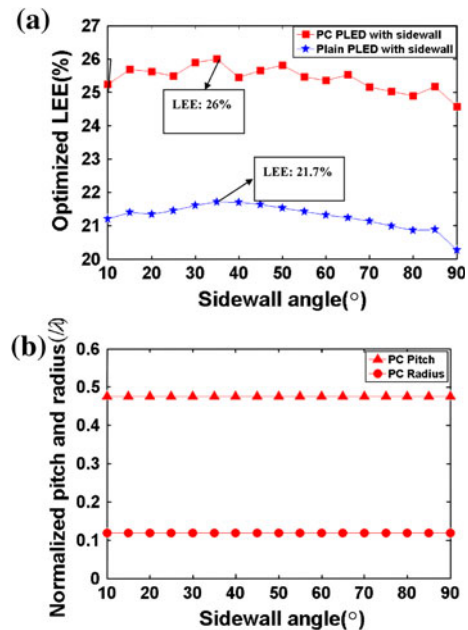 (a)
PC PLED with sidewall
Plain PLED with sidewall
Optimized LEE(%)
28
27
26
25
24
23
22
21
20
LEE: 26%
LEE: 21.7%
10 20 30 40 50 60 70 80 90
Sidewall angle(°)
(b)
PC Pitch
PC Radius
Normalized pitch and radius(/λ)
0.6
0.5
0.4
0.3
0.2
0.1
0
10 20 30 40 50 60 70 80 90
Sidewall angle(°)